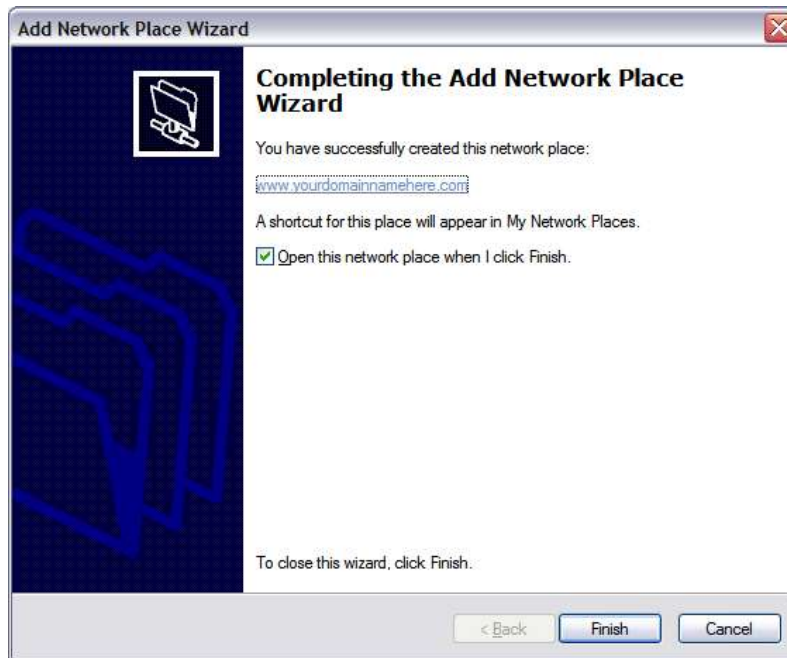 Add Network Place Wizard
Completing the Add Network Place
Wizard
You have successfully created this network place:
www.yourdomainnamehere.com
A shortcut for this place will appear in My Network Places.
Open this network place when I click Finish.
To close this wizard, click Finish.
< Back Finish Cancel